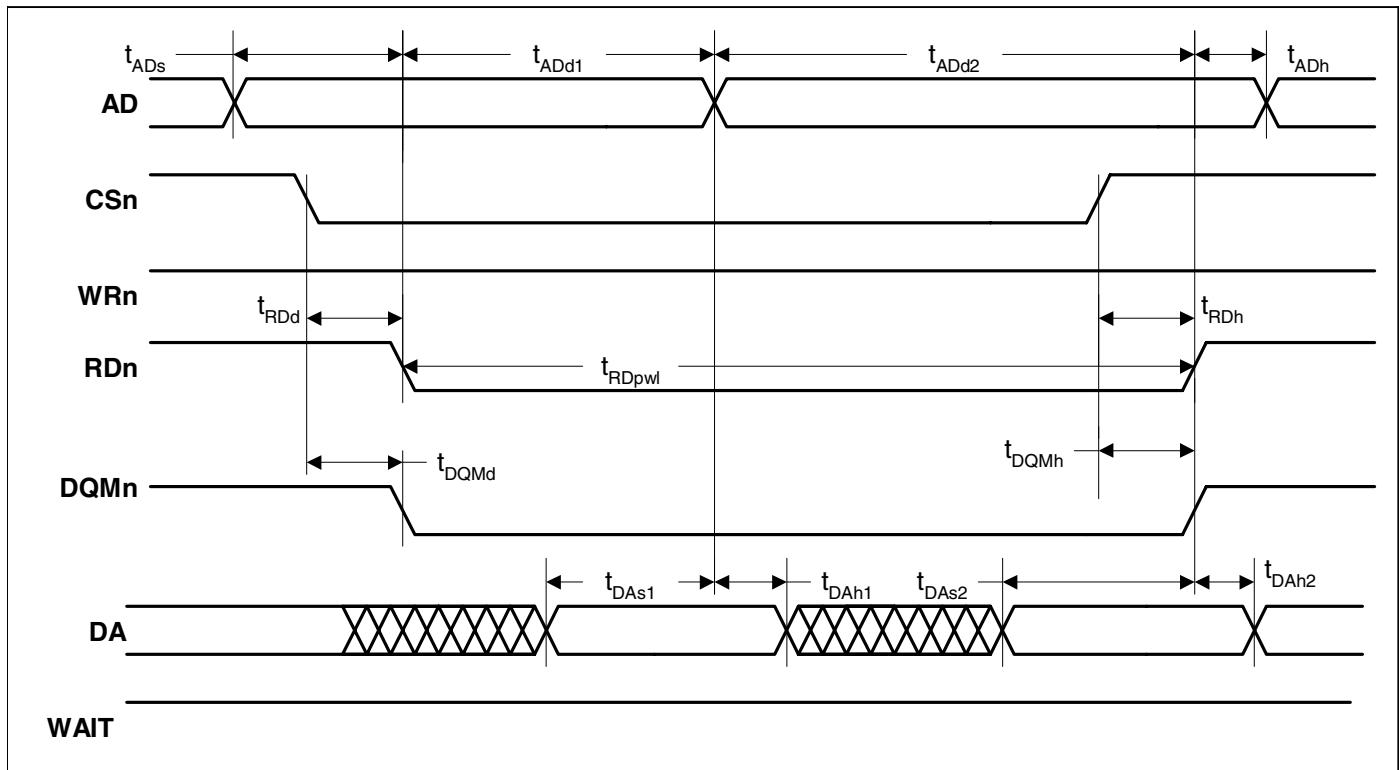 tADs tADd1 tADd2 tADh
AD
CSn
WRn
tRDd tRDh
RDn tRDpwl
tDQMd tDQMh
DQMn
tDAs1 tDAh1 tDAs2 tDAh2
DA
WAIT